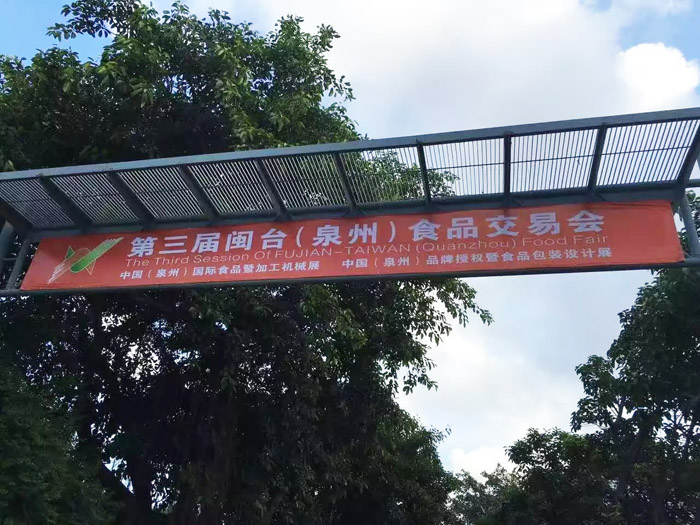 第三届闽台（泉州）食品交易会
The Third Session Of FUJIAN-TAIWAN (Quanzhou) Food Fair
中国（泉州）国际食品暨加工机械展 中国（泉州）品牌授权暨食品包装设计展